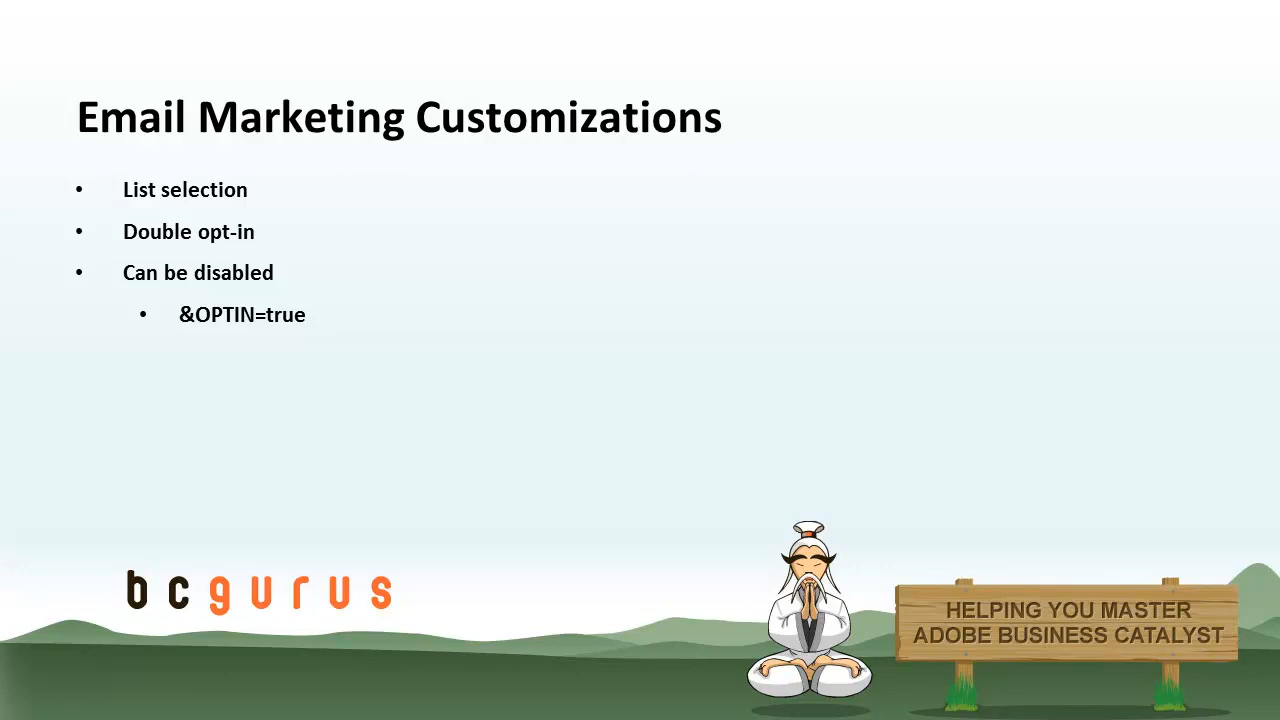 Email Marketing Customizations
• List selection
• Double opt-in
• Can be disabled
• &OPTIN=true
bcgurus
HELPING YOU MASTER
ADOBE BUSINESS CATALYST